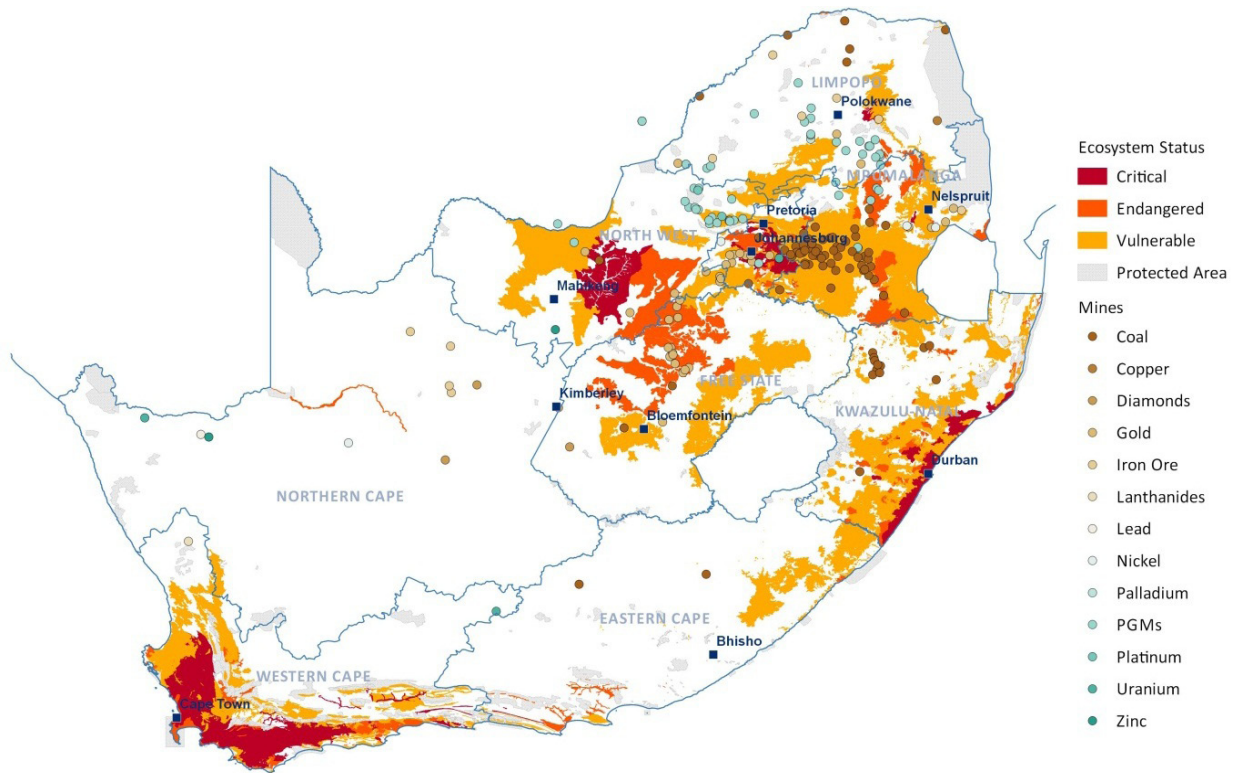 LIMPOPO
Polokwane
MPUMALANGA
Nelspruit
Pretoria
NORTH WEST
Johannesburg
Mahikeng
FREE STATE
Kimberley
Bloemfontein
KWAZULU-NATAL
Durban
NORTHERN CAPE
EASTERN CAPE
Bhisho
WESTERN CAPE
Cape Town
Ecosystem Status
Critical
Endangered
Vulnerable
Protected Area
Mines
Coal
Copper
Diamonds
Gold
Iron Ore
Lanthanides
Lead
Nickel
Palladium
PGMs
Platinum
Uranium
Zinc